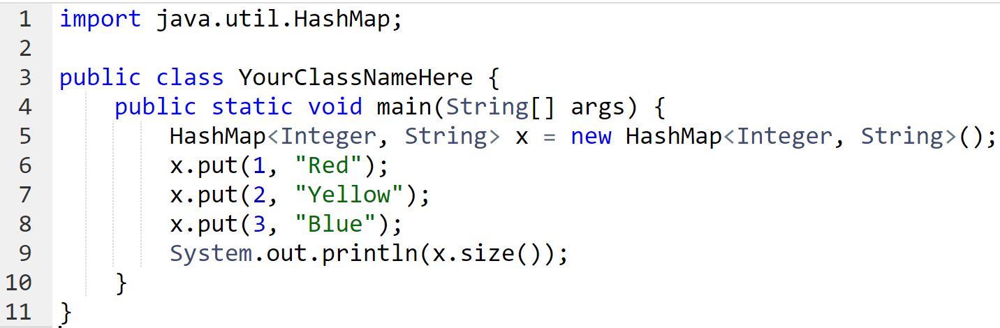 1 import java.util.HashMap;
2
3 public class YourClassNameHere {
4     public static void main(String[] args) {
5         HashMap<Integer, String> x = new HashMap<Integer, String>();
6         x.put(1, "Red");
7         x.put(2, "Yellow");
8         x.put(3, "Blue");
9         System.out.println(x.size());
10     }
11 }